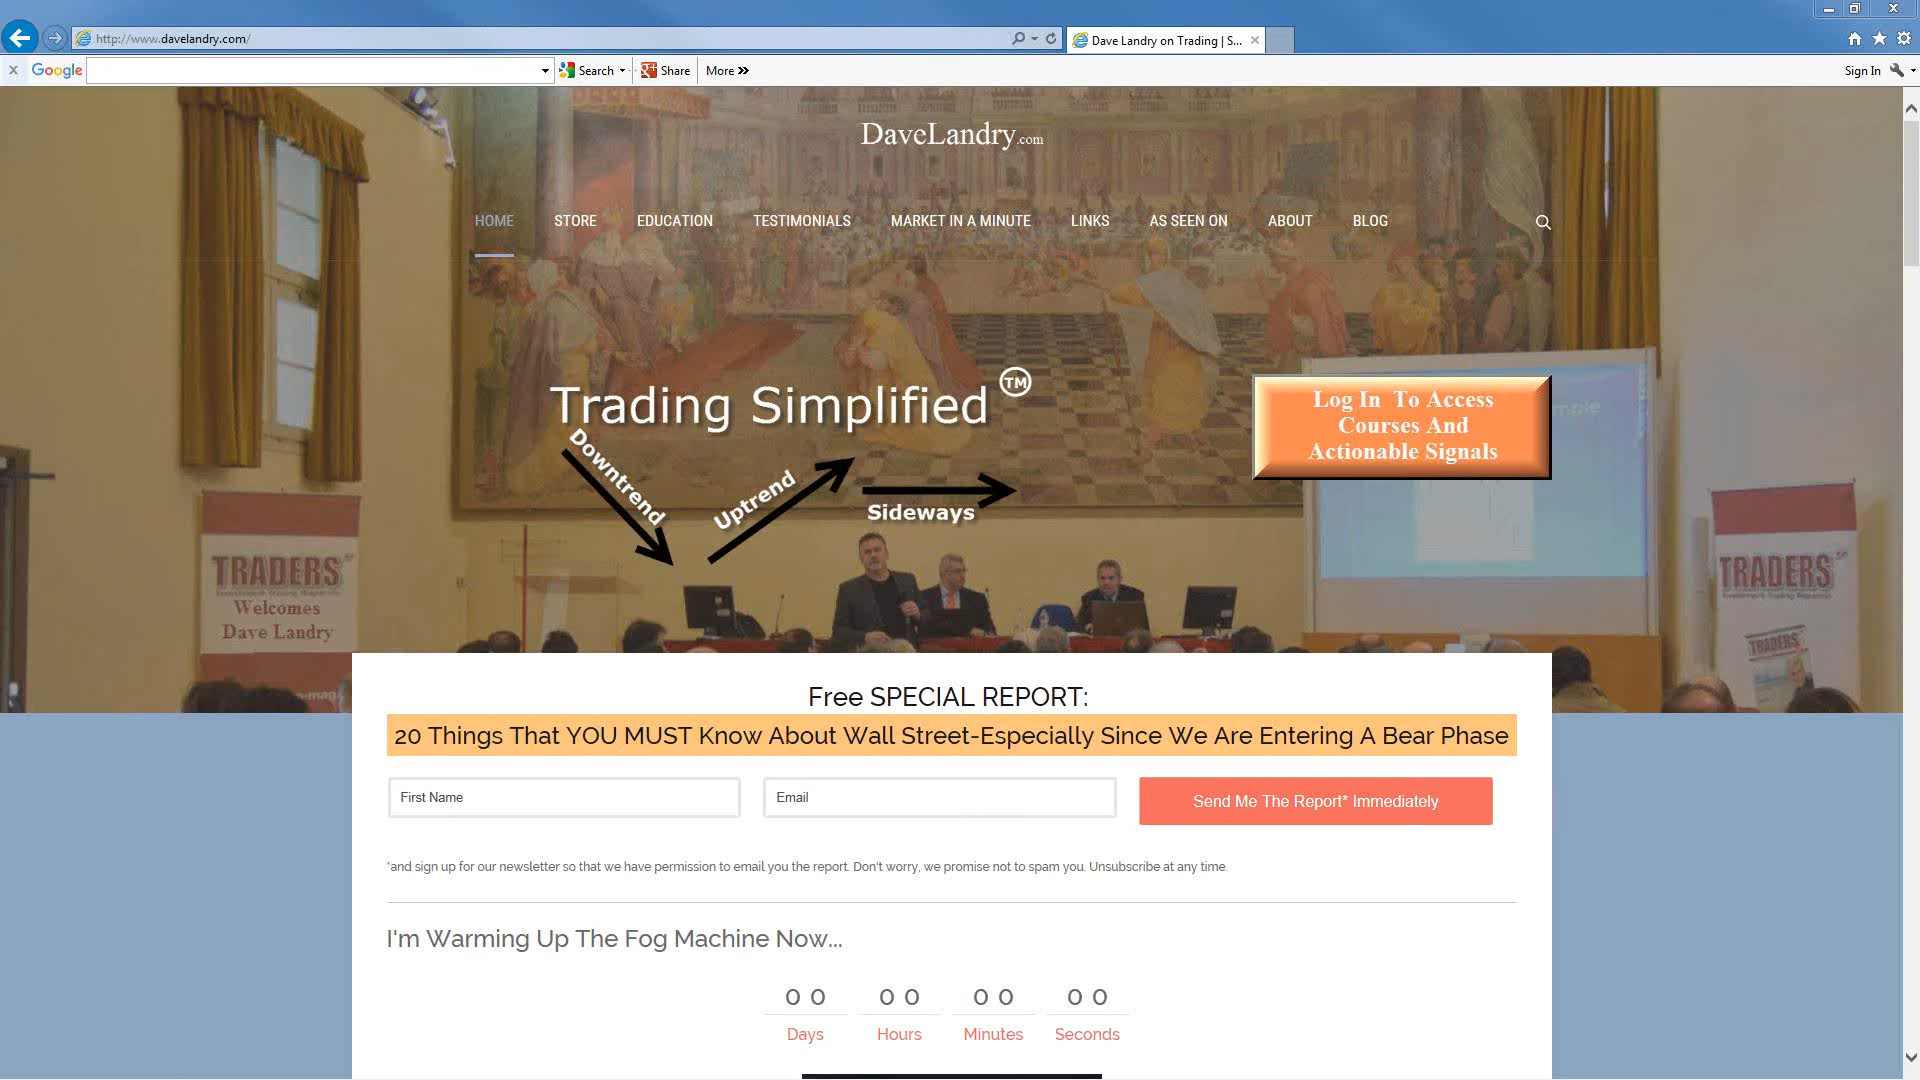 http://www.davelandry.com/
Dave Landry on Trading | S...
x Google
Search
Share
More »
Sign In
DaveLandry.com
HOME
STORE
EDUCATION
TESTIMONIALS
MARKET IN A MINUTE
LINKS
AS SEEN ON
ABOUT
BLOG
Trading Simplified TM
Downtrend
Uptrend
Sideways
Log In To Access
Courses And
Actionable Signals
TRADERS'
Welcomes
Dave Landry
TRADERS'
TRADERS'
Free SPECIAL REPORT:
20 Things That YOU MUST Know About Wall Street-Especially Since We Are Entering A Bear Phase
First Name
Email
Send Me The Report* Immediately
*and sign up for our newsletter so that we have permission to email you the report. Don't worry, we promise not to spam you. Unsubscribe at any time.
I'm Warming Up The Fog Machine Now...
00 00 00 00
Days Hours Minutes Seconds